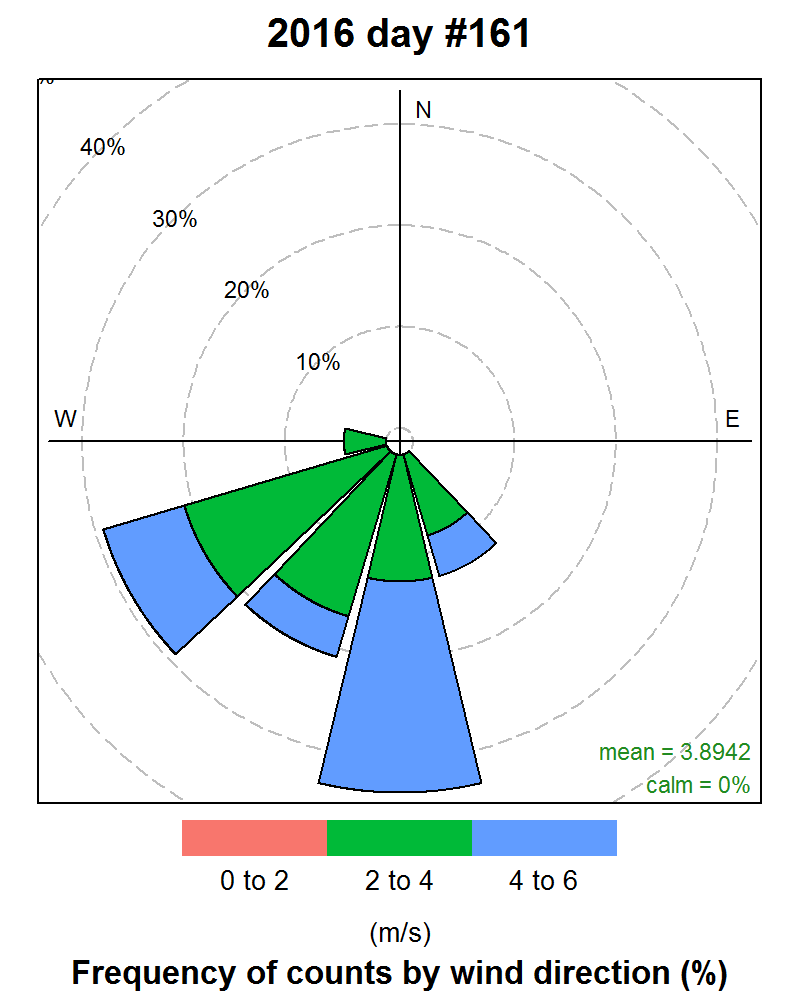 2016 day #161
%
N
40%
30%
20%
10%
W
E
mean = 3.8942
calm = 0%
0 to 2
2 to 4
4 to 6
(m/s)
Frequency of counts by wind direction (%)